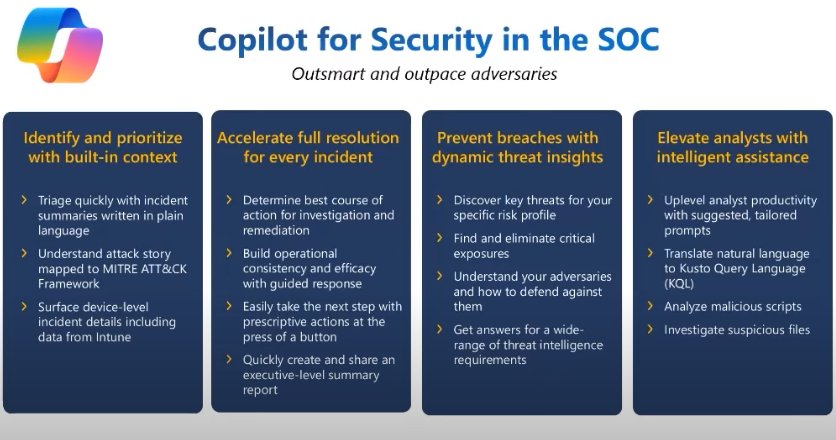 Copilot for Security in the SOC
Outsmart and outpace adversaries
Identify and prioritize
with built-in context
Triage quickly with incident
summaries written in plain
language
Understand attack story
mapped to MITRE ATT&CK
Framework
Surface device-level
incident details including
data from Intune
Accelerate full resolution
for every incident
Determine best course of
action for investigation and
remediation
Build operational
consistency and efficacy
with guided response
Easily take the next step with
prescriptive actions at the
press of a button
Quickly create and share an
executive-level summary
report
Prevent breaches with
dynamic threat insights
Discover key threats for your
specific risk profile
Find and eliminate critical
exposures
Understand your adversaries
and how to defend against
them
Get answers for a wide-
range of threat intelligence
requirements
Elevate analysts with
intelligent assistance
Uplevel analyst productivity
with suggested, tailored
prompts
Translate natural language
to Kusto Query Language
(KQL)
Analyze malicious scripts
Investigate suspicious files